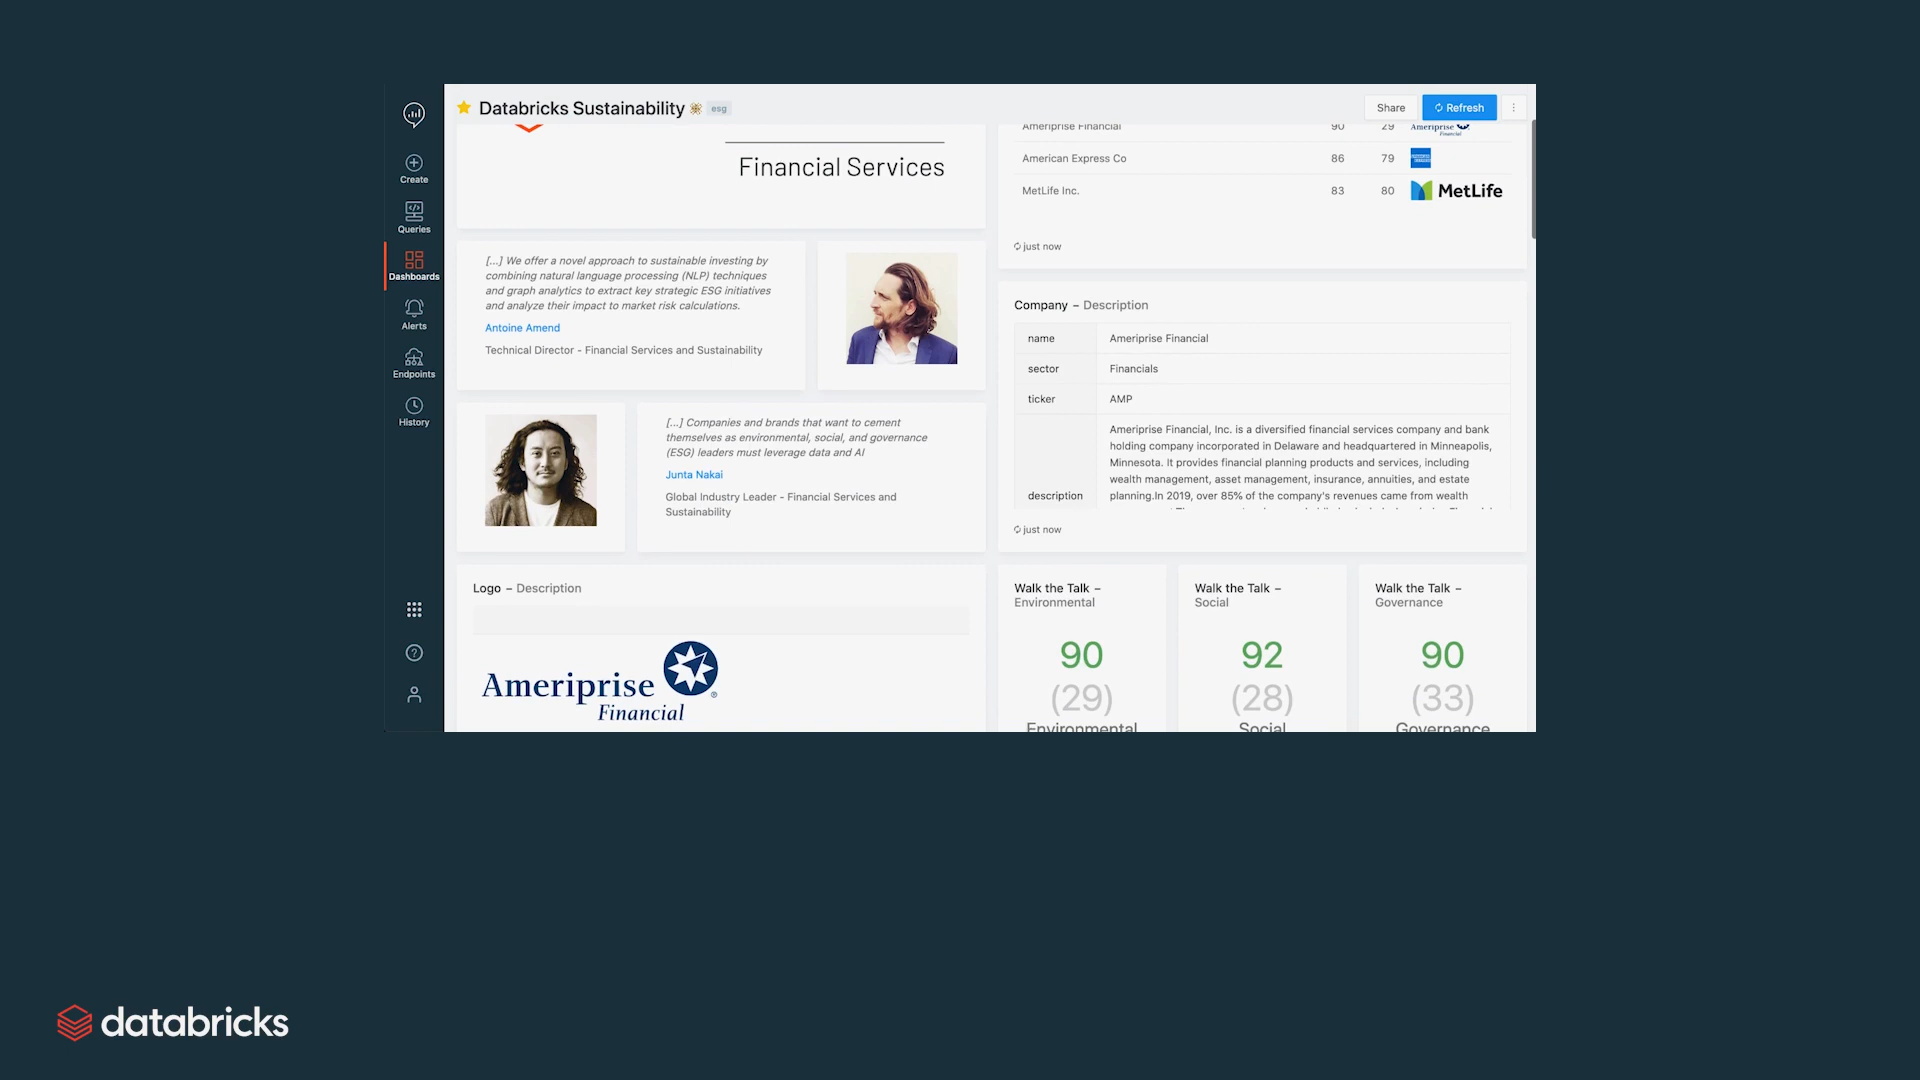 Databricks Sustainability
esg
Share
Refresh
Create
Queries
Dashboards
Alerts
Endpoints
History
Financial Services
Ameriprise Financial 90 29 Ameriprise Financial
American Express Co 86 79
MetLife Inc. 83 80 MetLife
just now
[...] We offer a novel approach to sustainable investing by
combining natural language processing (NLP) techniques
and graph analytics to extract key strategic ESG initiatives
and analyze their impact to market risk calculations.
Antoine Amend
Technical Director - Financial Services and Sustainability
[...] Companies and brands that want to cement
themselves as environmental, social, and governance
(ESG) leaders must leverage data and AI
Junta Nakai
Global Industry Leader - Financial Services and
Sustainability
Company – Description
name Ameriprise Financial
sector Financials
ticker AMP
description
Ameriprise Financial, Inc. is a diversified financial services company and bank
holding company incorporated in Delaware and headquartered in Minneapolis,
Minnesota. It provides financial planning products and services, including
wealth management, asset management, insurance, annuities, and estate
planning.In 2019, over 85% of the company's revenues came from wealth
just now
Logo – Description
Ameriprise
Financial
Walk the Talk –
Environmental
90
(29)
Environmental
Walk the Talk –
Social
92
(28)
Social
Walk the Talk –
Governance
90
(33)
Governance
databricks